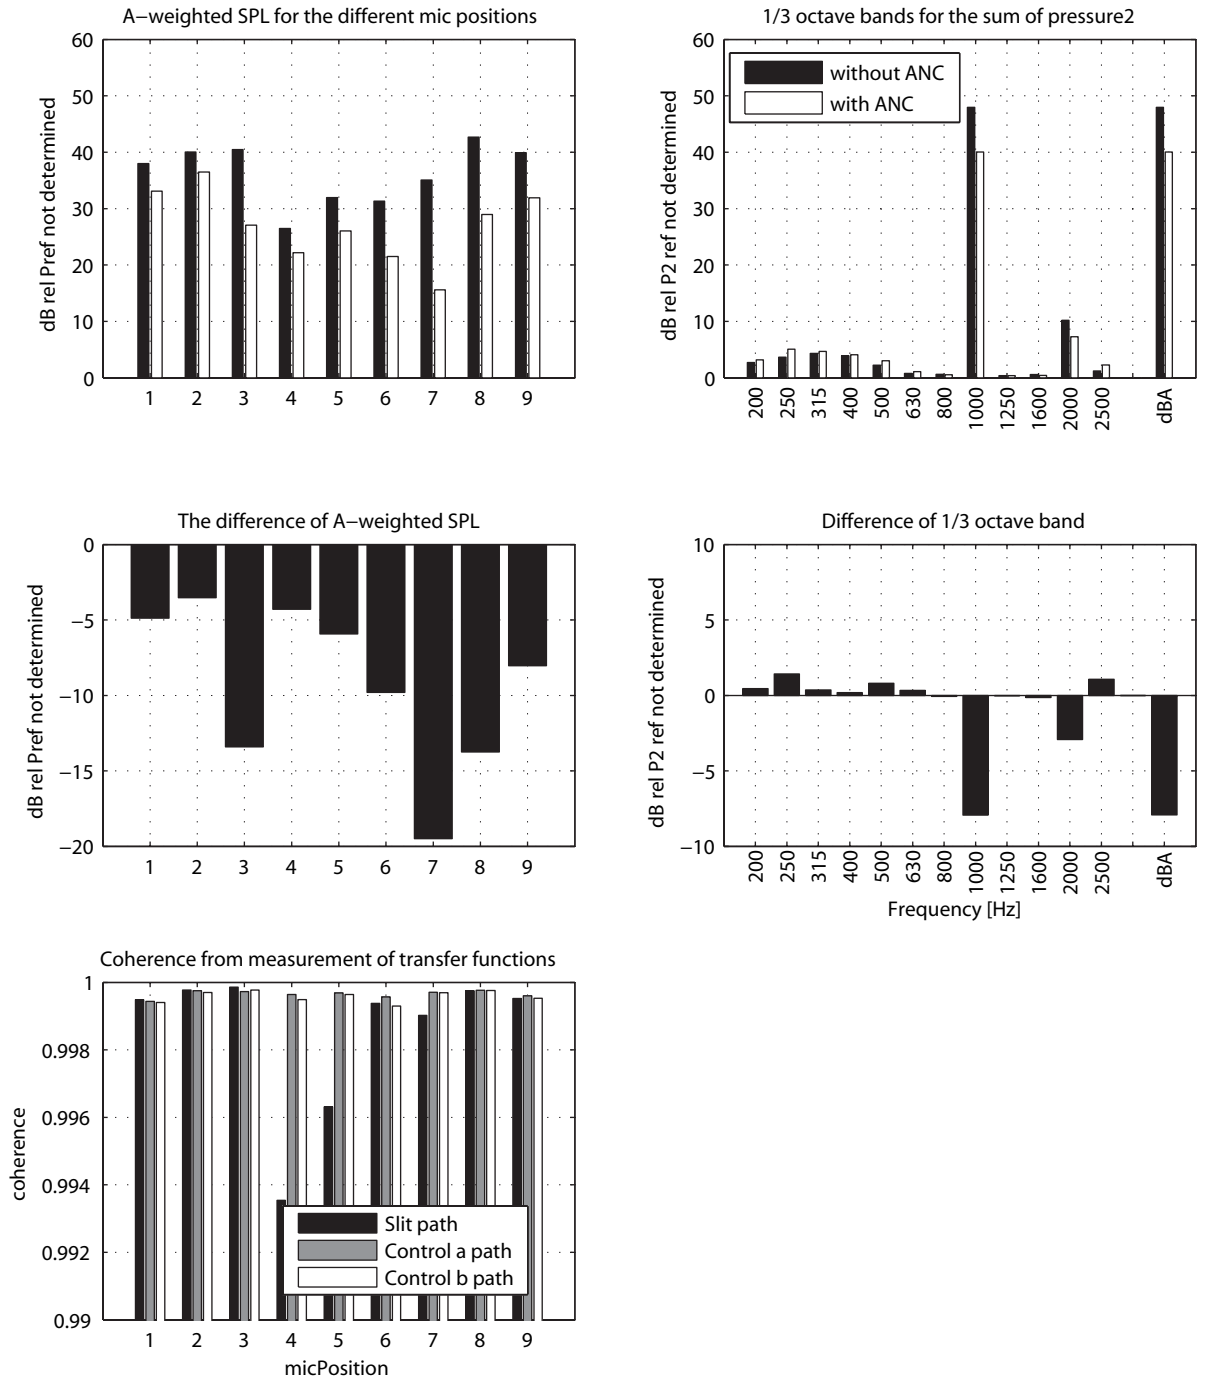 A−weighted SPL for the different mic positions
60
50
40
30
20
10
0
dB rel Pref not determined
1 2 3 4 5 6 7 8 9
1/3 octave bands for the sum of pressure2
without ANC
with ANC
60
50
40
30
20
10
0
dB rel P2 ref not determined
200 250 315 400 500 630 800 1000 1250 1600 2000 2500 dBA
The difference of A−weighted SPL
0
−5
−10
−15
−20
dB rel Pref not determined
1 2 3 4 5 6 7 8 9
Difference of 1/3 octave band
10
5
0
−5
−10
dB rel P2 ref not determined
200 250 315 400 500 630 800 1000 1250 1600 2000 2500 dBA
Frequency [Hz]
Coherence from measurement of transfer functions
1
0.998
0.996
0.994
0.992
0.99
coherence
Slit path
Control a path
Control b path
1 2 3 4 5 6 7 8 9
micPosition